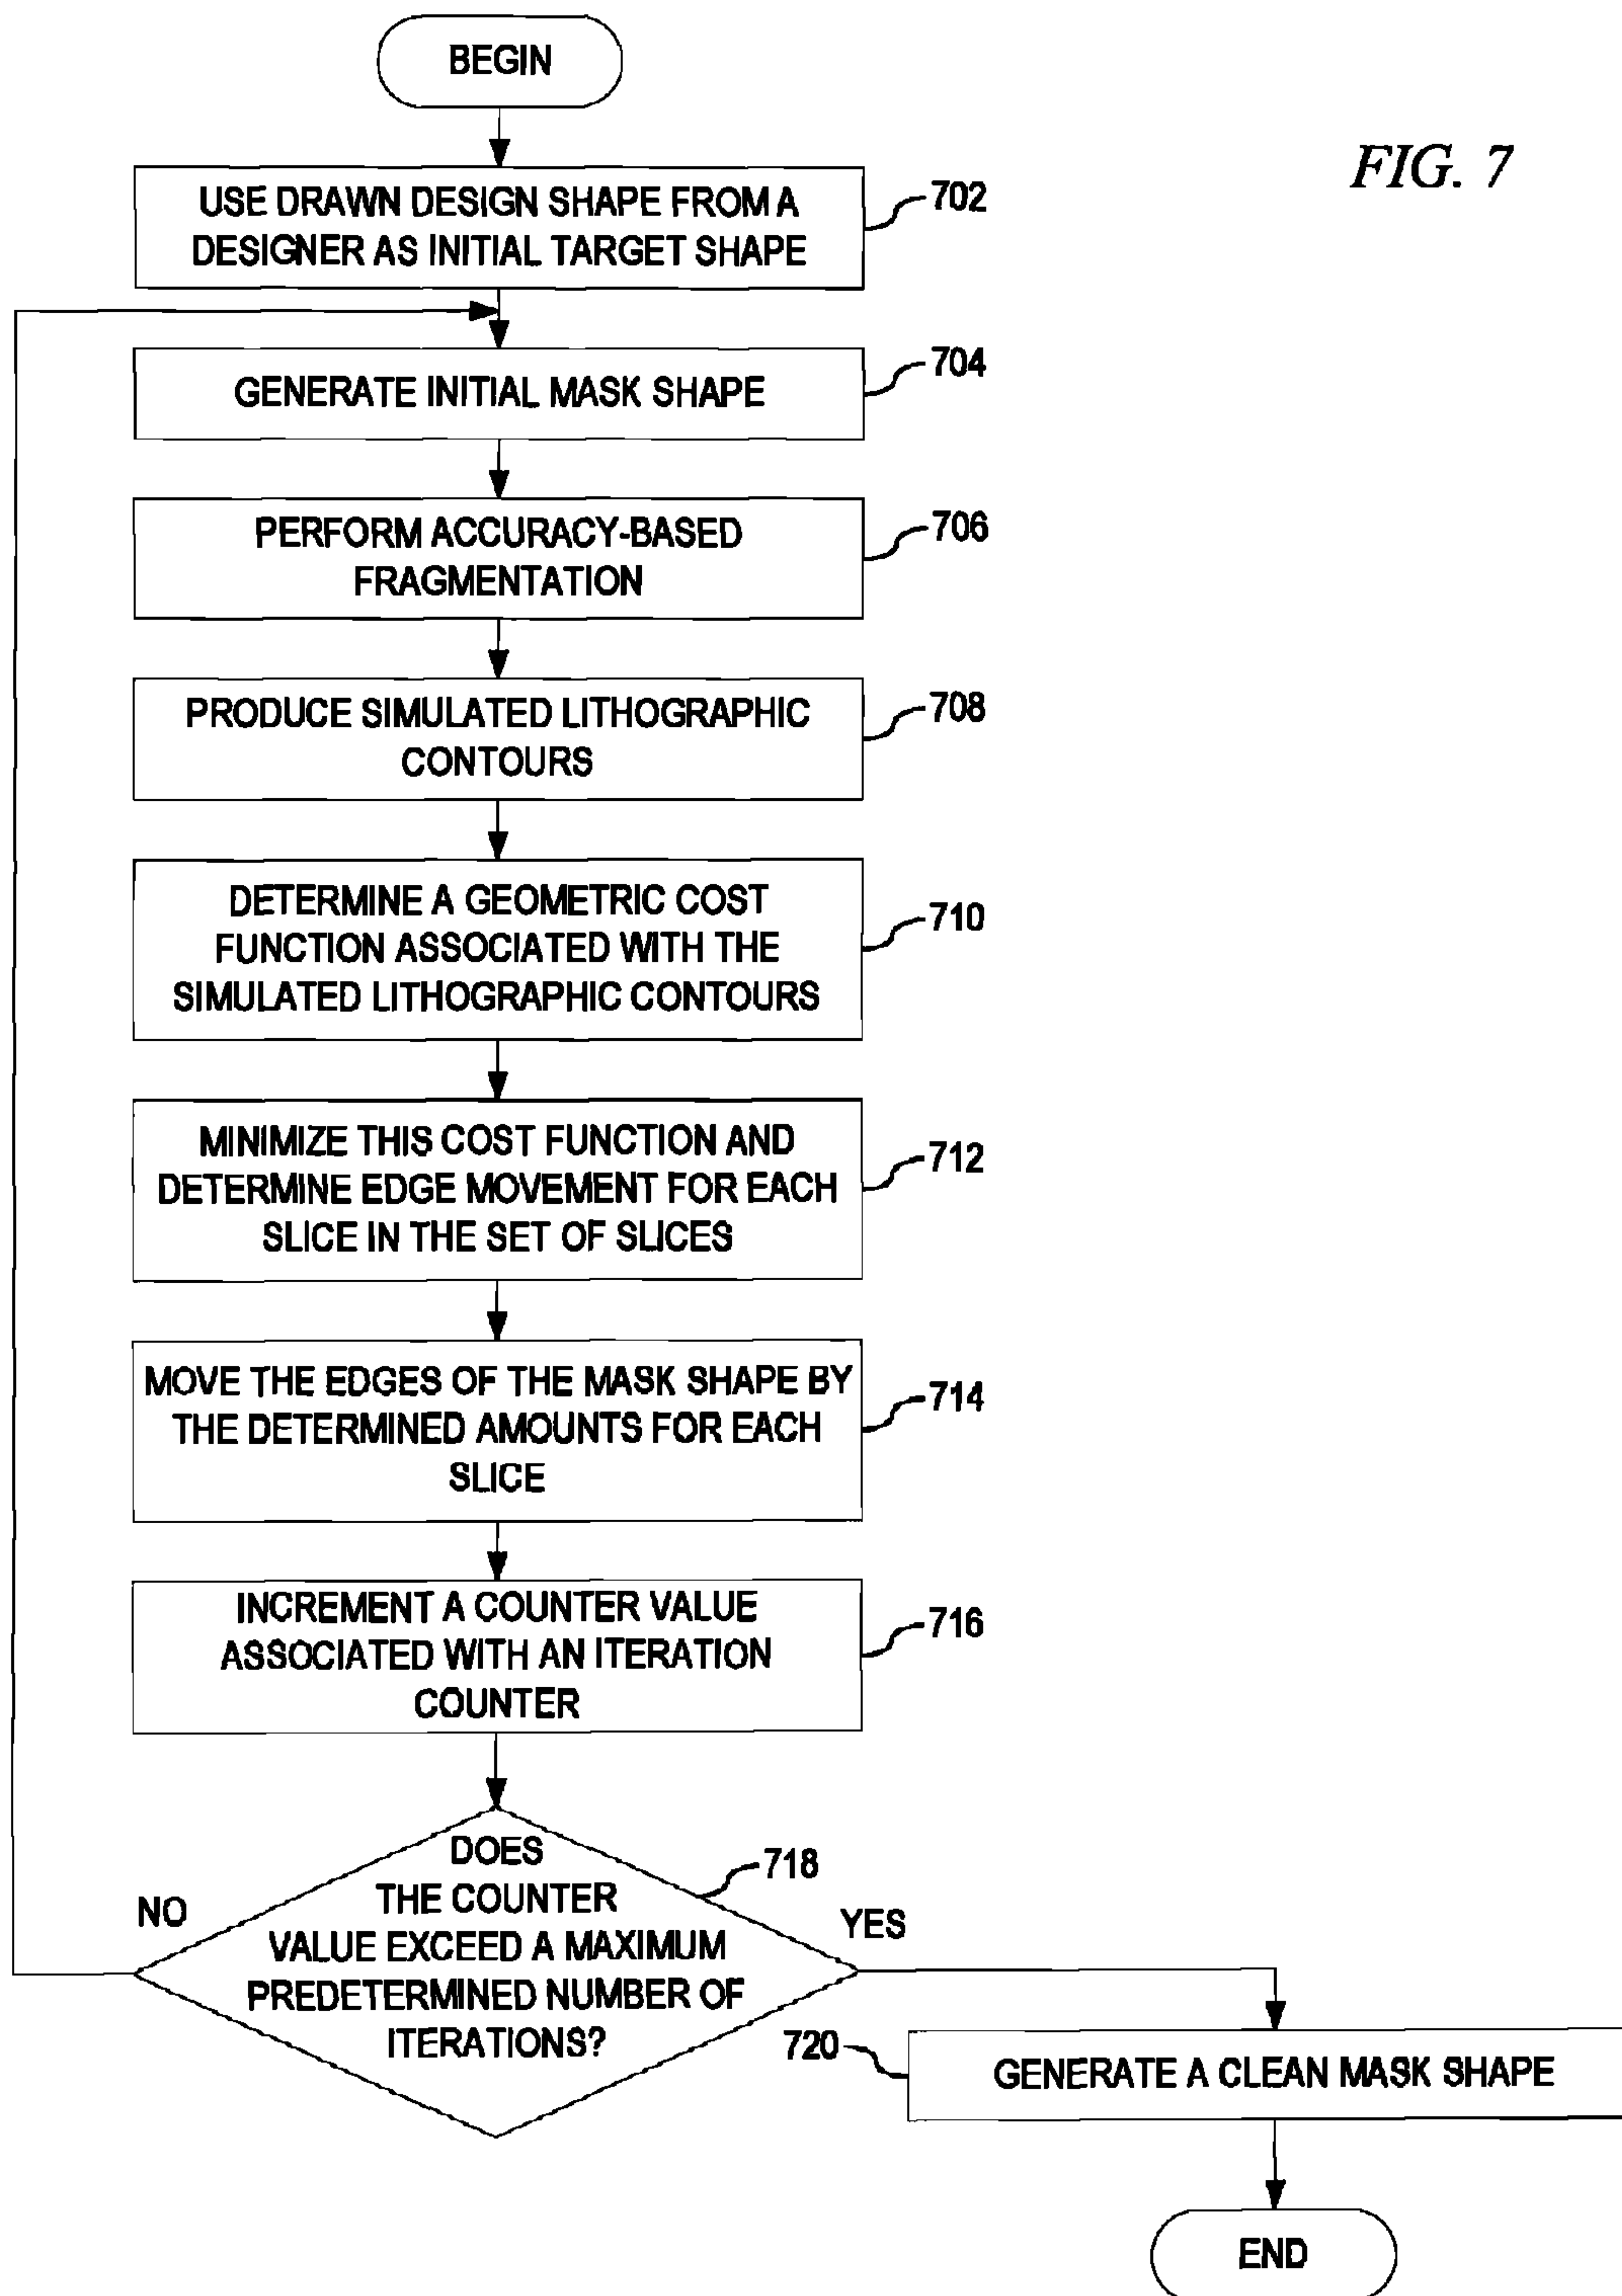 BEGIN
FIG. 7
USE DRAWN DESIGN SHAPE FROM A
DESIGNER AS INITIAL TARGET SHAPE
702
GENERATE INITIAL MASK SHAPE
704
PERFORM ACCURACY-BASED
FRAGMENTATION
706
PRODUCE SIMULATED LITHOGRAPHIC
CONTOURS
708
DETERMINE A GEOMETRIC COST
FUNCTION ASSOCIATED WITH THE
SIMULATED LITHOGRAPHIC CONTOURS
710
MINIMIZE THIS COST FUNCTION AND
DETERMINE EDGE MOVEMENT FOR EACH
SLICE IN THE SET OF SLICES
712
MOVE THE EDGES OF THE MASK SHAPE BY
THE DETERMINED AMOUNTS FOR EACH
SLICE
714
INCREMENT A COUNTER VALUE
ASSOCIATED WITH AN ITERATION
COUNTER
716
DOES
THE COUNTER
VALUE EXCEED A MAXIMUM
PREDETERMINED NUMBER OF
ITERATIONS?
718
NO
YES
720
GENERATE A CLEAN MASK SHAPE
END